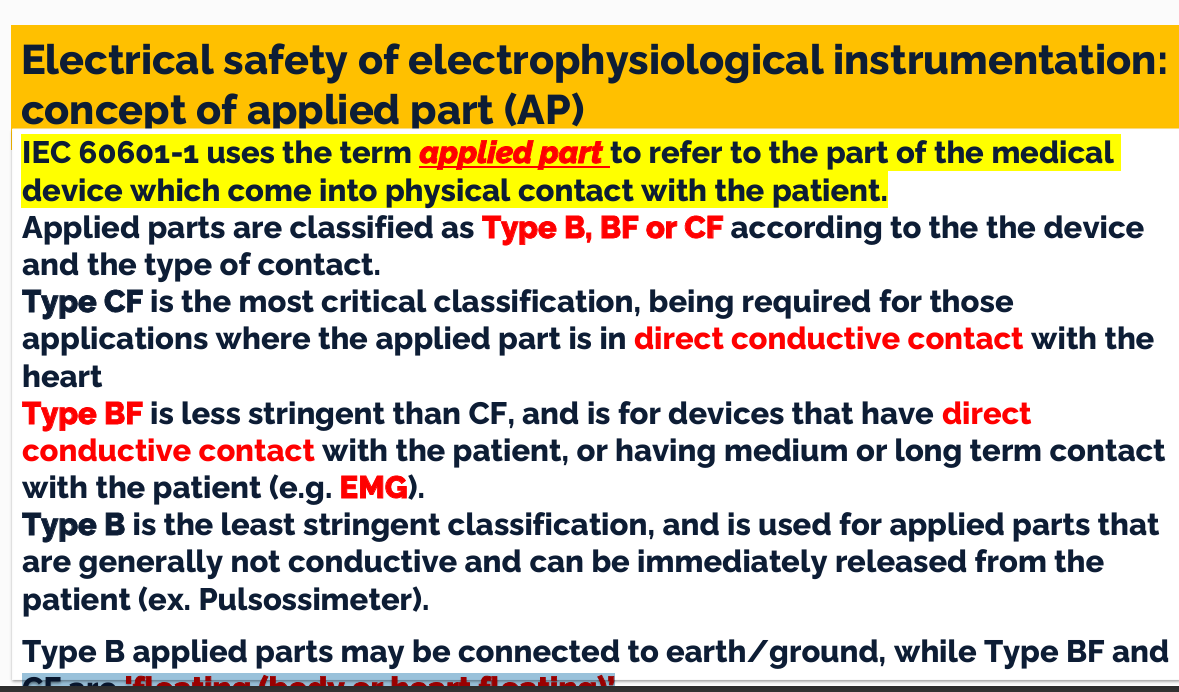 Electrical safety of electrophysiological instrumentation:
concept of applied part (AP)
IEC 60601-1 uses the term applied part to refer to the part of the medical
device which come into physical contact with the patient.
Applied parts are classified as Type B, BF or CF according to the the device
and the type of contact.
Type CF is the most critical classification, being required for those
applications where the applied part is in direct conductive contact with the
heart
Type BF is less stringent than CF, and is for devices that have direct
conductive contact with the patient, or having medium or long term contact
with the patient (e.g. EMG).
Type B is the least stringent classification, and is used for applied parts that
are generally not conductive and can be immediately released from the
patient (ex. Pulsossimeter).
Type B applied parts may be connected to earth/ground, while Type BF and
CF are 'floating (body or heart floating)'